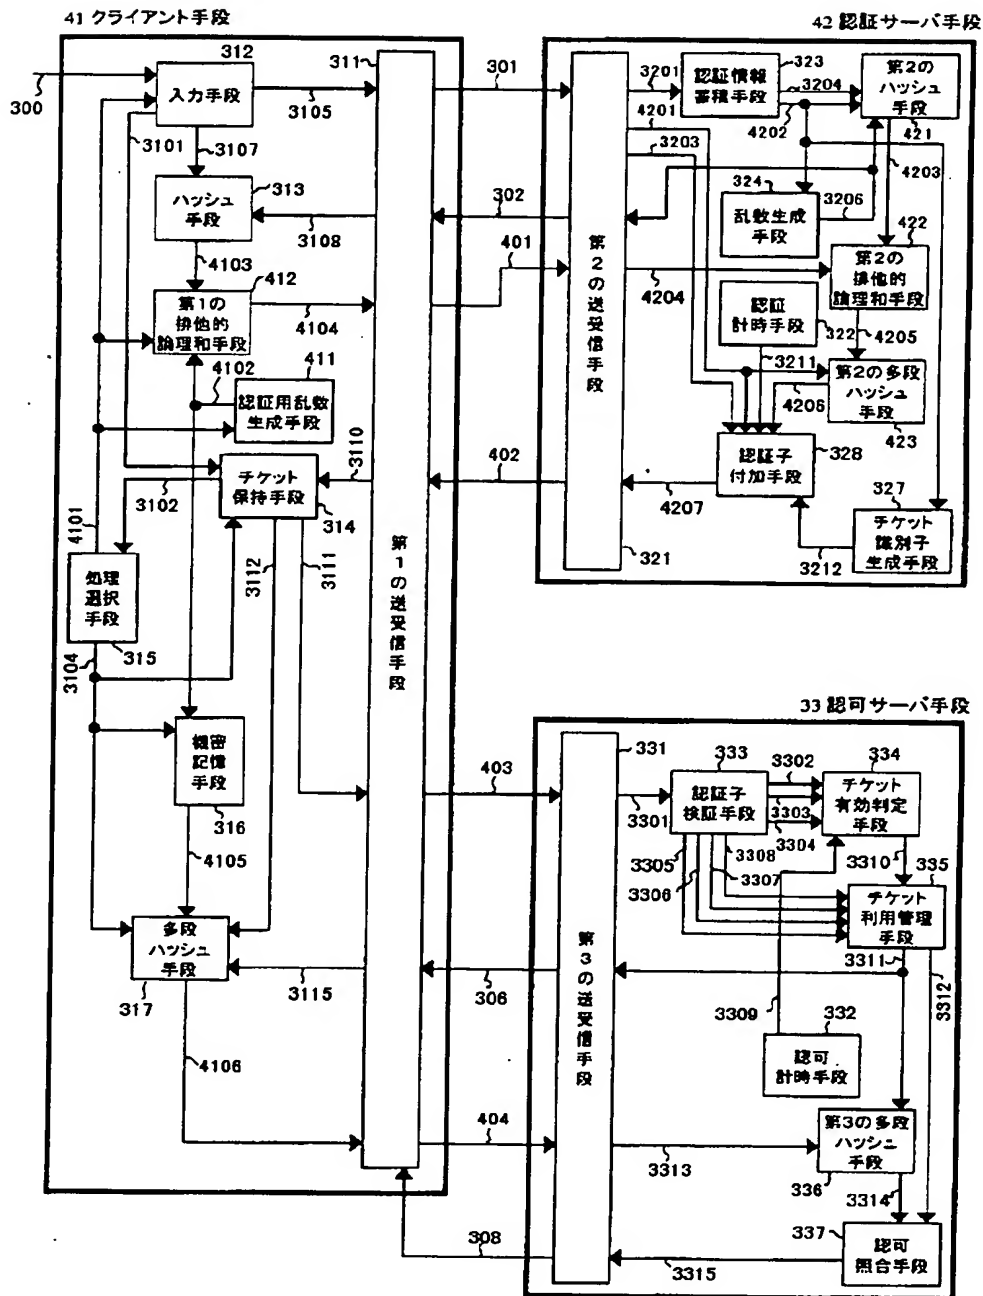 41 クライアント手段
300
312
入力手段
3105
3101
3107
313
ハッシュ
手段
3108
4103
412
第1の
排他的
論理和手段
4104
4102
411
認証用乱数
生成手段
3110
チケット
保持手段
314
3102
4101
3112
3111
処理
選択
手段
315
3104
機密
記憶
手段
316
4105
多段
ハッシュ
手段
317
3115
4106
311
第1の送受信手段
301
302
401
402
403
306
404
308
42 認証サーバ手段
第2の送受信手段
321
3201
4201
3203
323
認証情報
蓄積手段
3204
4202
第2の
ハッシュ
手段
421
4203
324
乱数生成
手段
3206
422
第2の
排他的
論理和手段
4204
認証
計時手段
322
4205
3211
第2の多段
ハッシュ
手段
423
4206
認証子
付加手段
328
4207
327
チケット
識別子
生成手段
3212
33 認可サーバ手段
331
第3の送受信手段
3301
333
認証子
検証手段
3302
3303
3304
334
チケット
有効判定
手段
3305
3306
3308
3307
3310
335
チケット
利用管理
手段
3311
3312
3309
332
認可
計時手段
第3の多段
ハッシュ
手段
3313
336
3314
337
認可
照合手段
3315